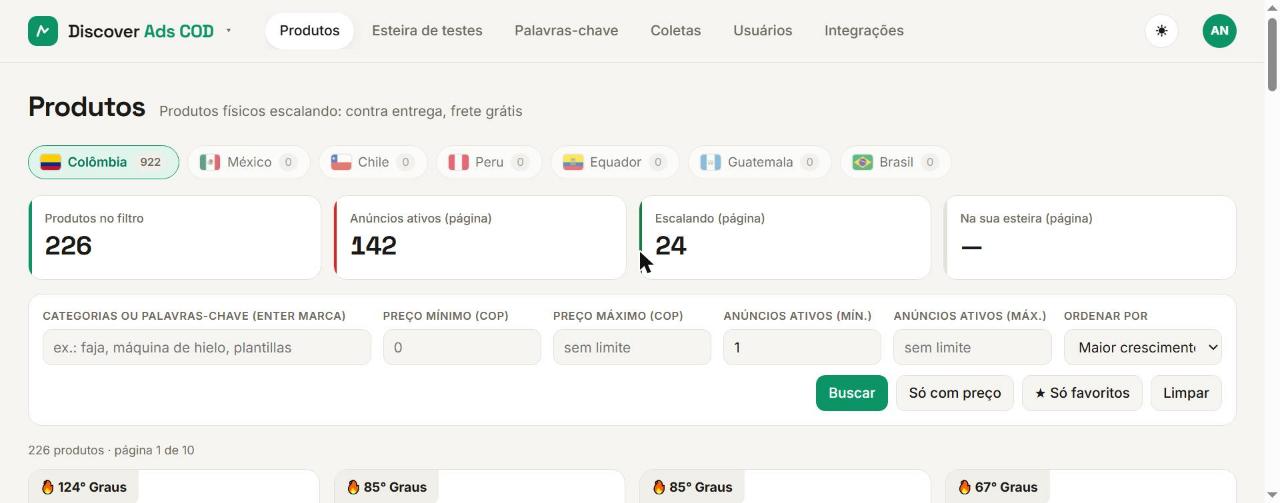 Discover Ads COD
Produtos
Esteira de testes
Palavras-chave
Coletas
Usuários
Integrações
AN
Produtos
Produtos físicos escalando: contra entrega, frete grátis
Colômbia 922
México 0
Chile 0
Peru 0
Equador 0
Guatemala 0
Brasil 0
Produtos no filtro
226
Anúncios ativos (página)
142
Escalando (página)
24
Na sua esteira (página)
—
CATEGORIAS OU PALAVRAS-CHAVE (ENTER MARCA)
ex.: faja, máquina de hielo, plantillas
PREÇO MÍNIMO (COP)
0
PREÇO MÁXIMO (COP)
sem limite
ANÚNCIOS ATIVOS (MÍN.)
1
ANÚNCIOS ATIVOS (MÁX.)
sem limite
ORDENAR POR
Maior crescimento
Buscar
Só com preço
★ Só favoritos
Limpar
226 produtos · página 1 de 10
124° Graus
85° Graus
85° Graus
67° Graus